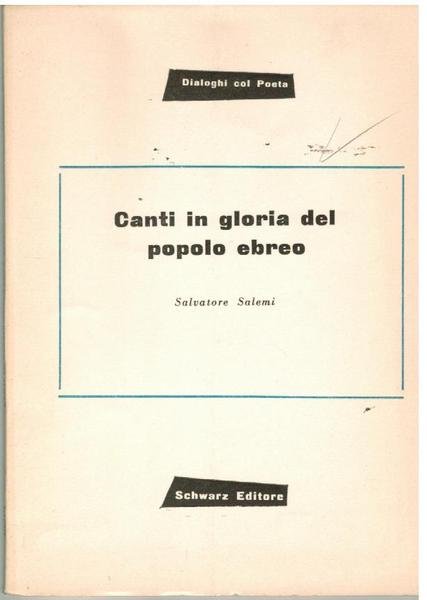 Dialoghi col Poeta
Canti in gloria del
popolo ebreo
Salvatore Salemi
Schwarz Editore